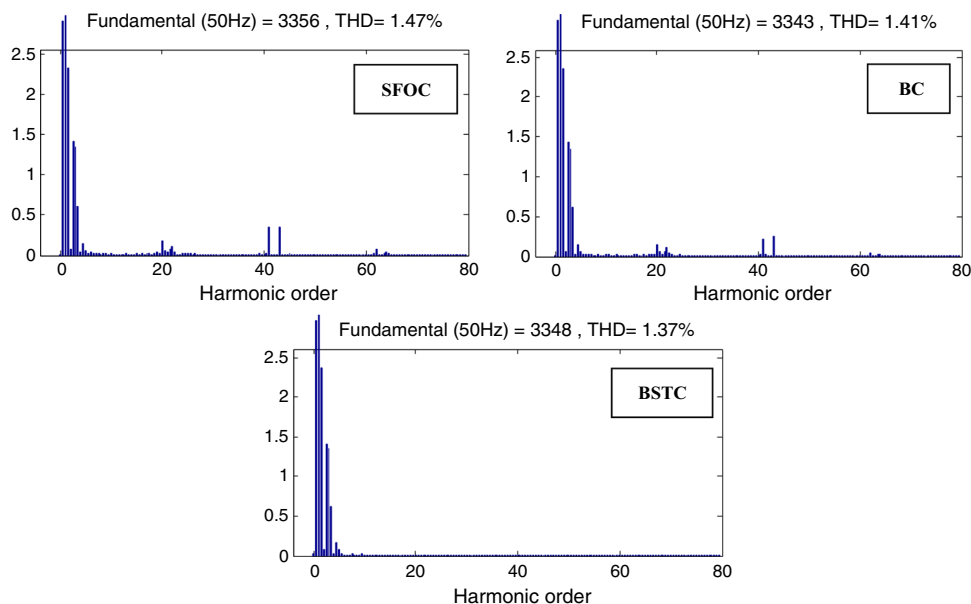 Fundamental (50Hz) = 3356 , THD= 1.47%
SFOC
2.5
2
1.5
1
0.5
0
0 20 40 60 80
Harmonic order
Fundamental (50Hz) = 3343 , THD= 1.41%
BC
2.5
2
1.5
1
0.5
0
0 20 40 60 80
Harmonic order
Fundamental (50Hz) = 3348 , THD= 1.37%
BSTC
2.5
2
1.5
1
0.5
0
0 20 40 60 80
Harmonic order